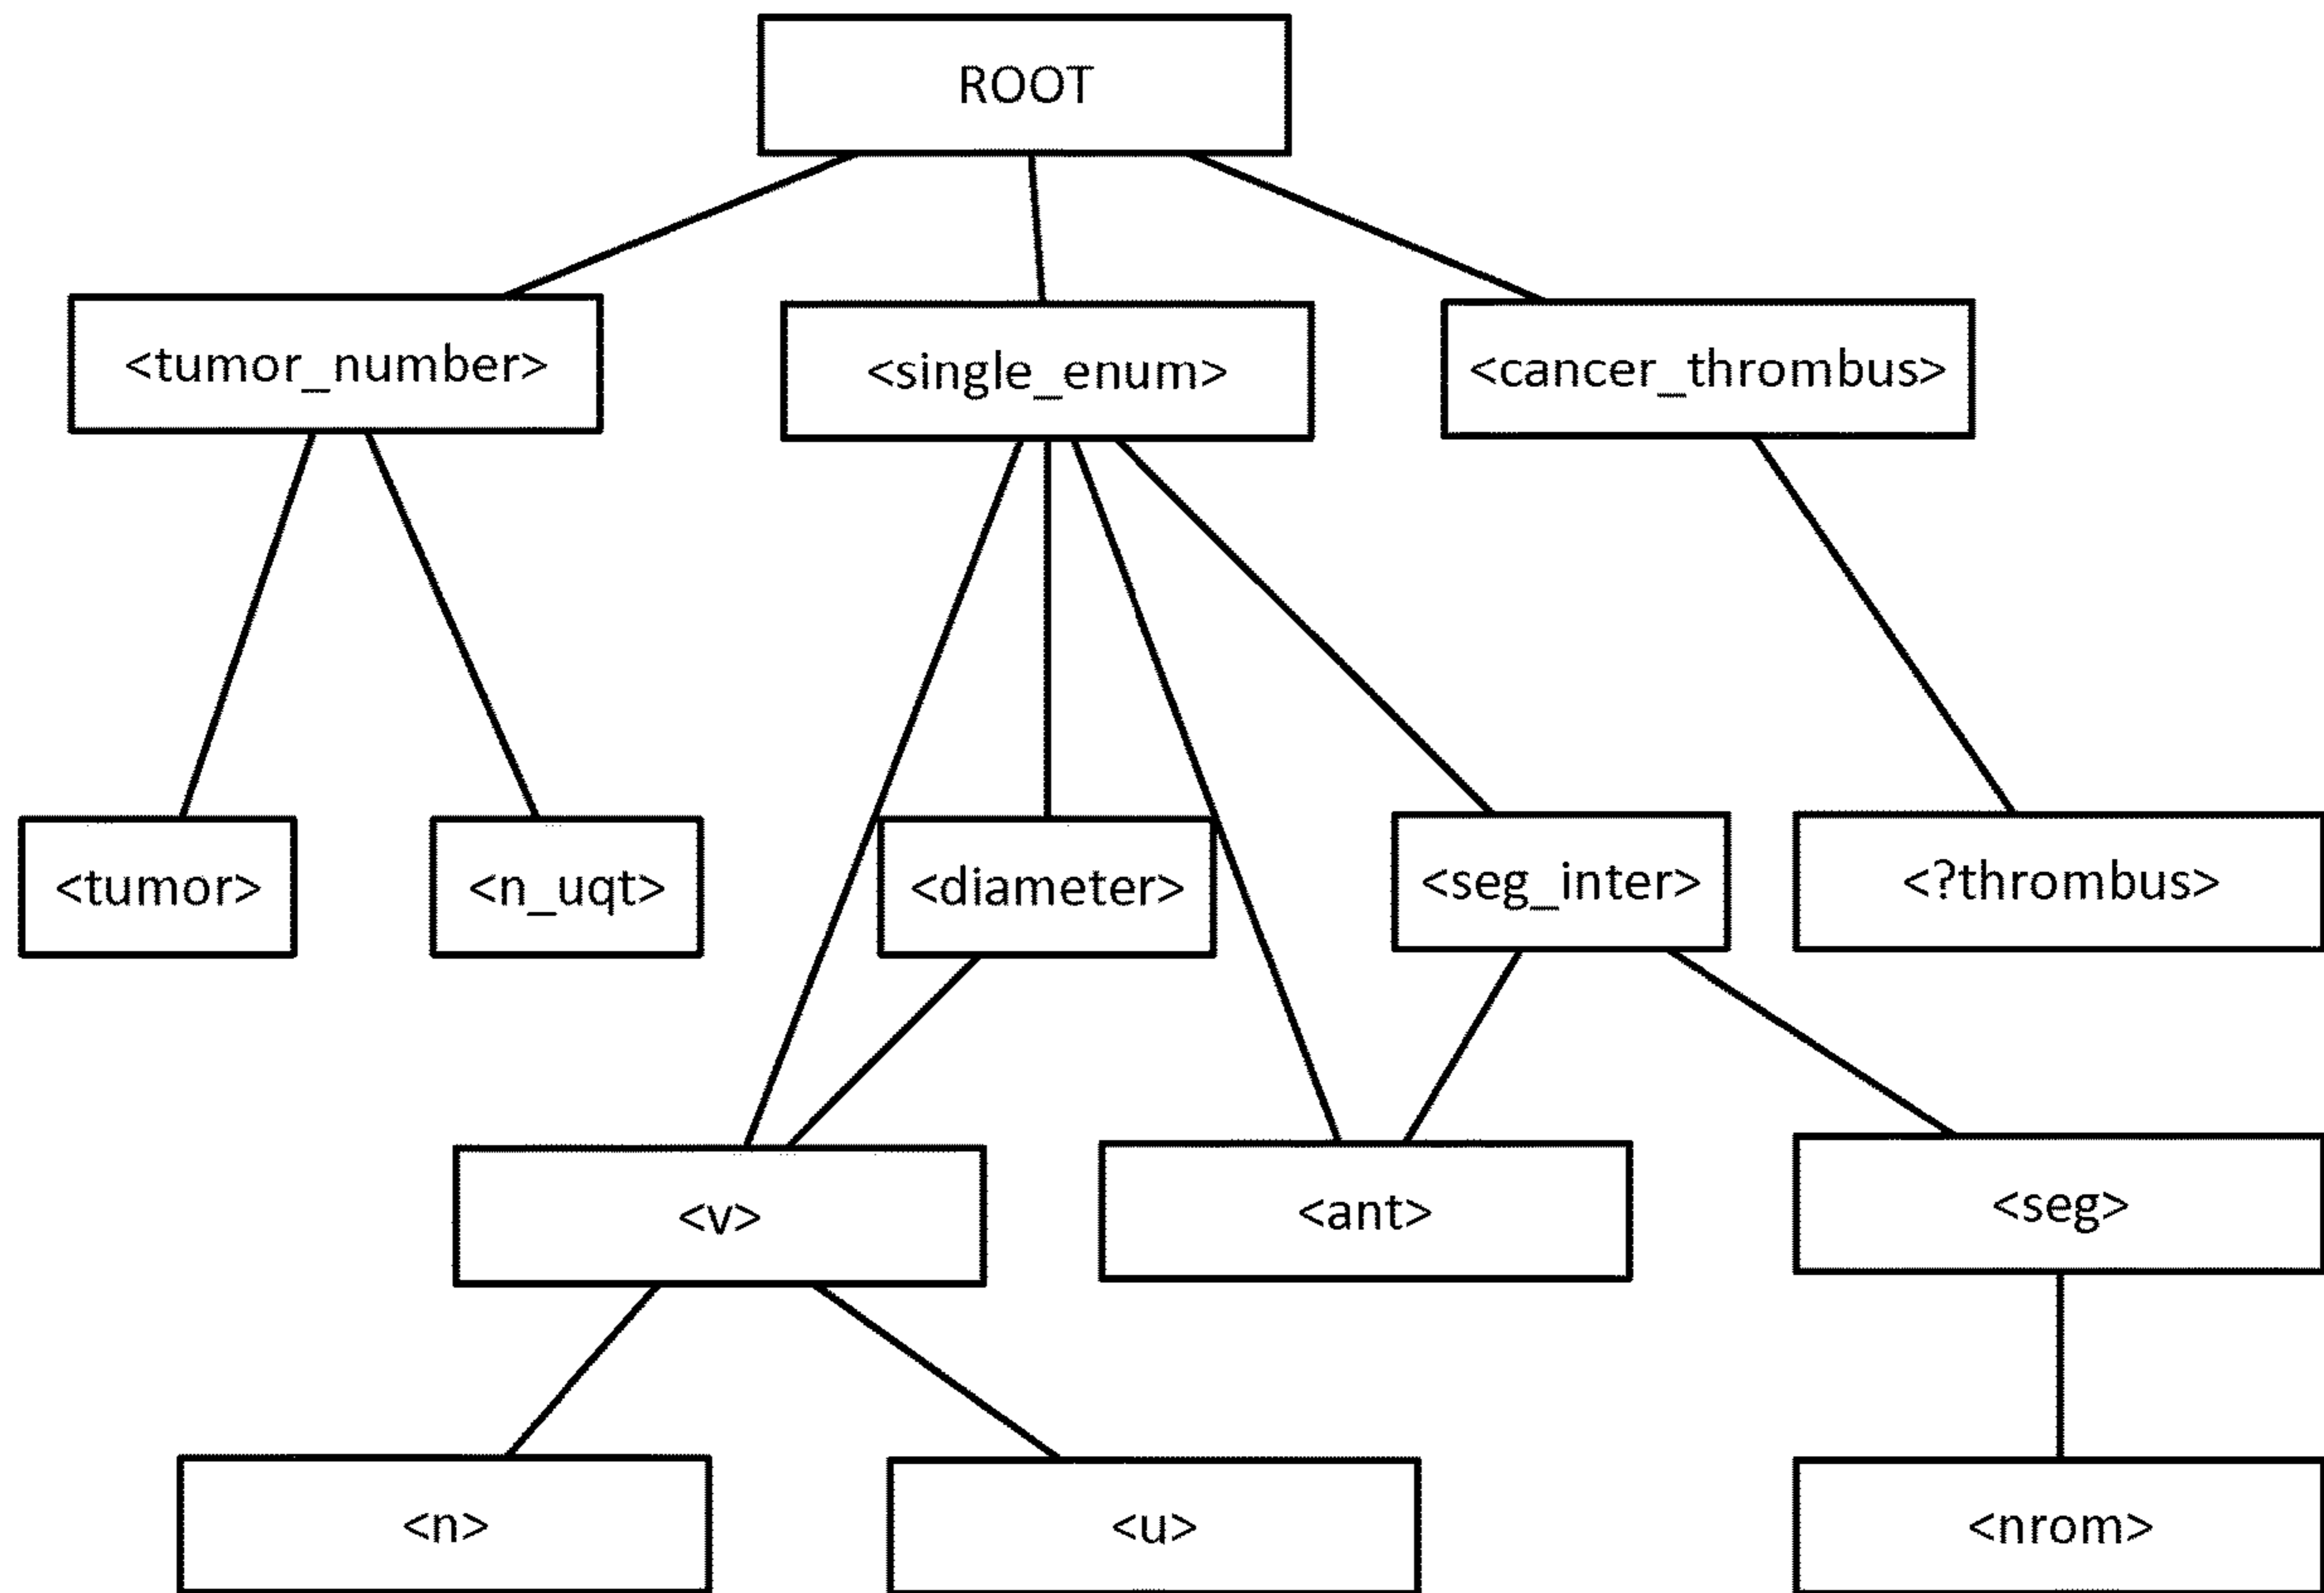 ROOT
<tumor_number>
<single_enum>
<cancer_thrombus>
<tumor>
<n_uqt>
<diameter>
<seg_inter>
<?thrombus>
<v>
<ant>
<seg>
<n>
<u>
<nrom>